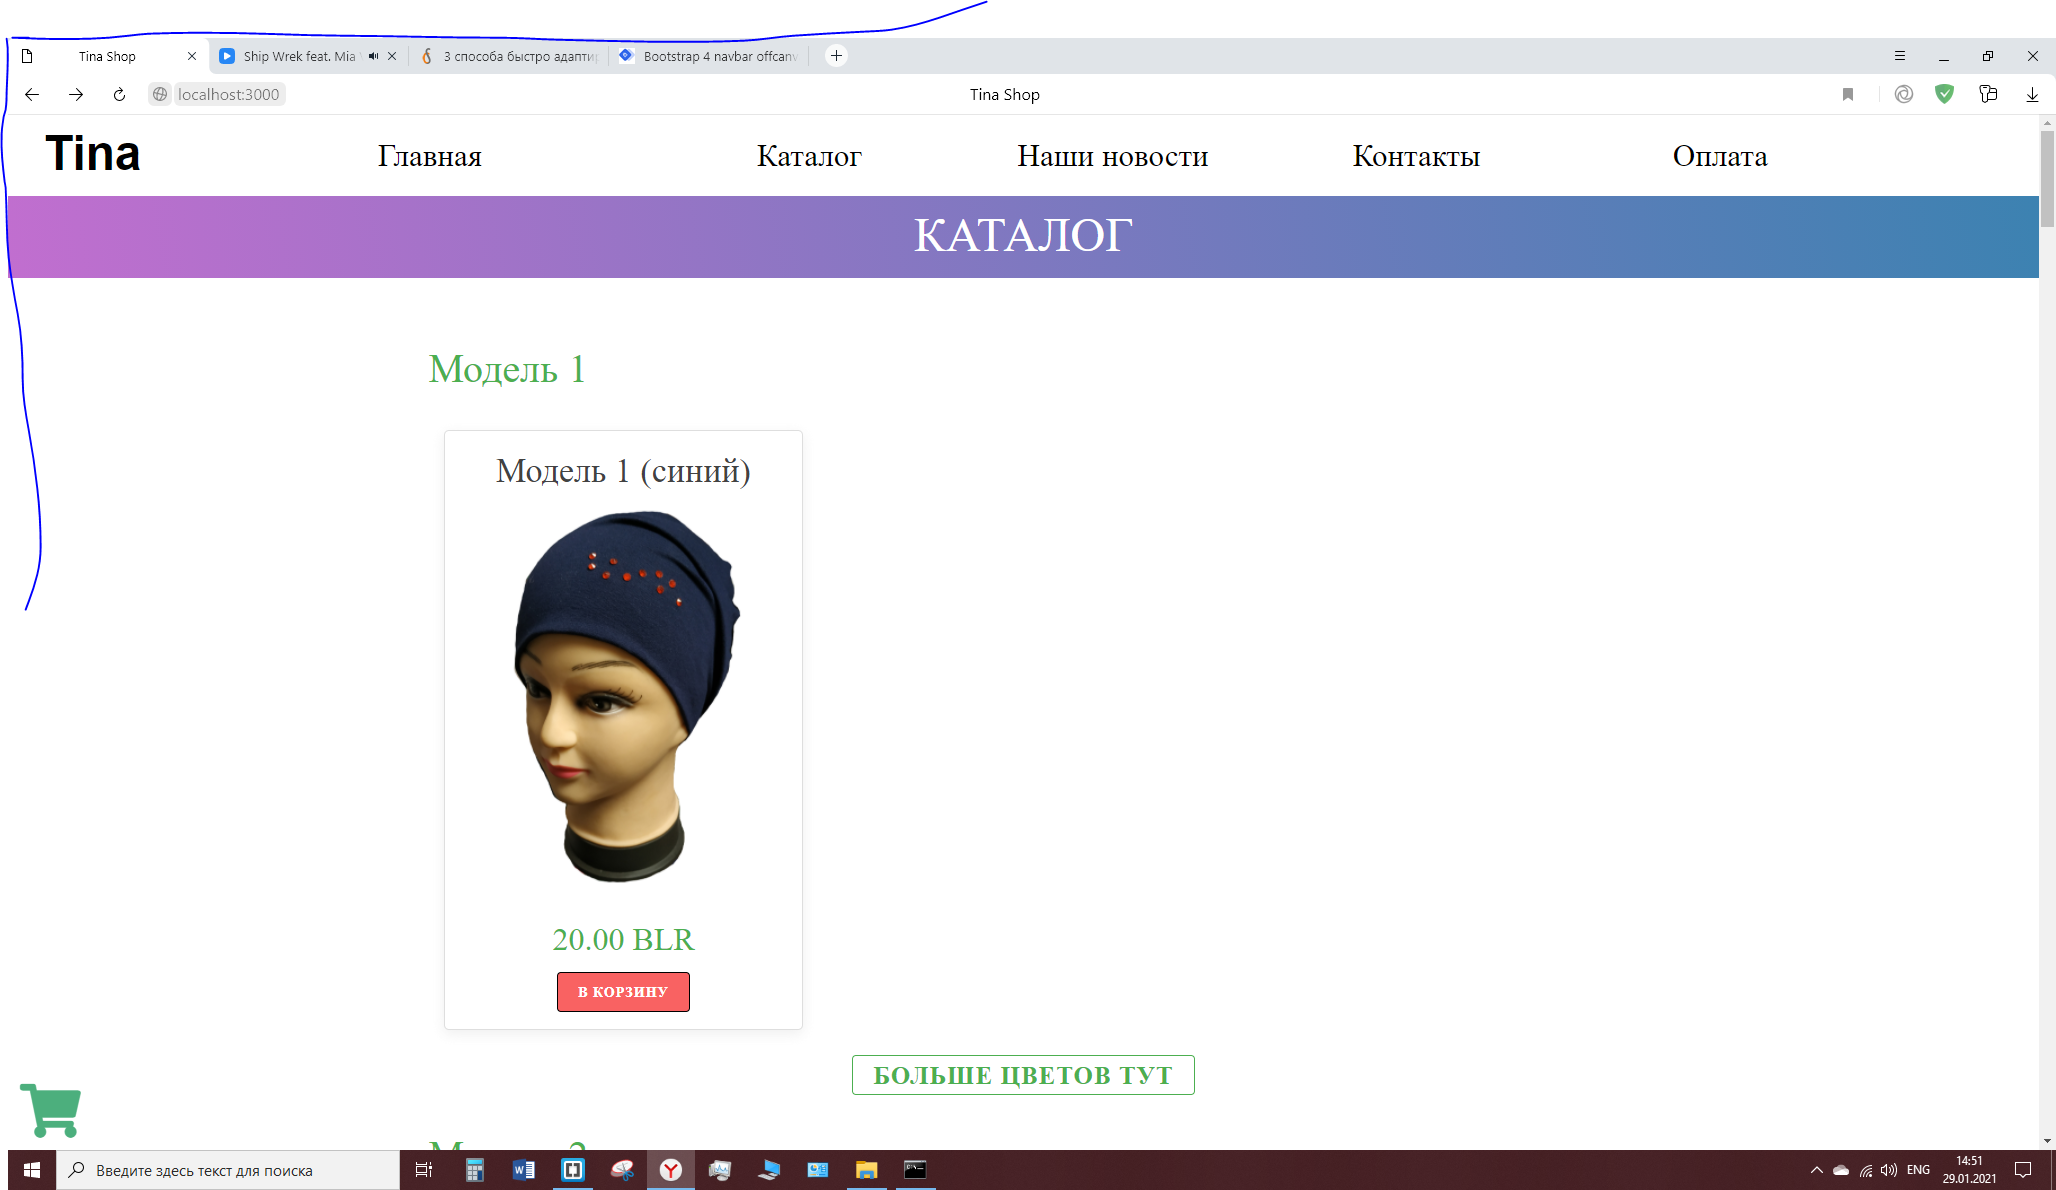 Tina Shop
Ship Wrek feat. Mia
3 способа быстро адапти
Bootstrap 4 navbar offcanv
localhost:3000
Tina Shop
Tina
Главная
Каталог
Наши новости
Контакты
Оплата
КАТАЛОГ
Модель 1
Модель 1 (синий)
20.00 BLR
В КОРЗИНУ
БОЛЬШЕ ЦВЕТОВ ТУТ
Введите здесь текст для поиска
ENG
14:51
29.01.2021